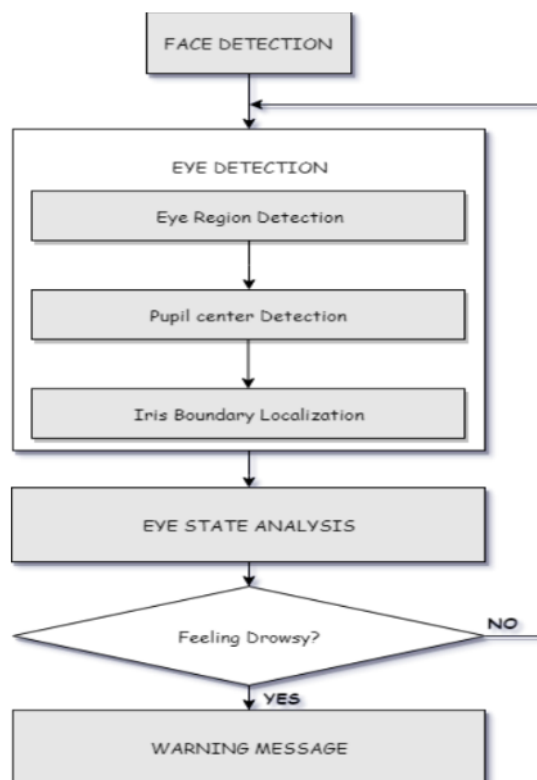 FACE DETECTION
EYE DETECTION
Eye Region Detection
Pupil center Detection
Iris Boundary Localization
EYE STATE ANALYSIS
Feeling Drowsy?
NO
YES
WARNING MESSAGE